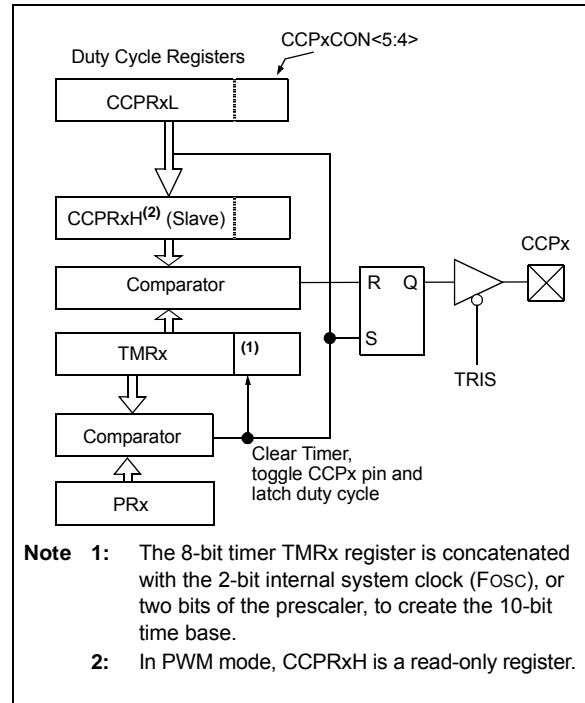 CCPxCON<5:4>
Duty Cycle Registers
CCPRxL
CCPRxH(2) (Slave)
CCPx
Comparator
R Q
S
TMRx (1)
TRIS
Comparator
Clear Timer,
toggle CCPx pin and
latch duty cycle
PRx
Note 1: The 8-bit timer TMRx register is concatenated
with the 2-bit internal system clock (FOSC), or
two bits of the prescaler, to create the 10-bit
time base.
2: In PWM mode, CCPRxH is a read-only register.